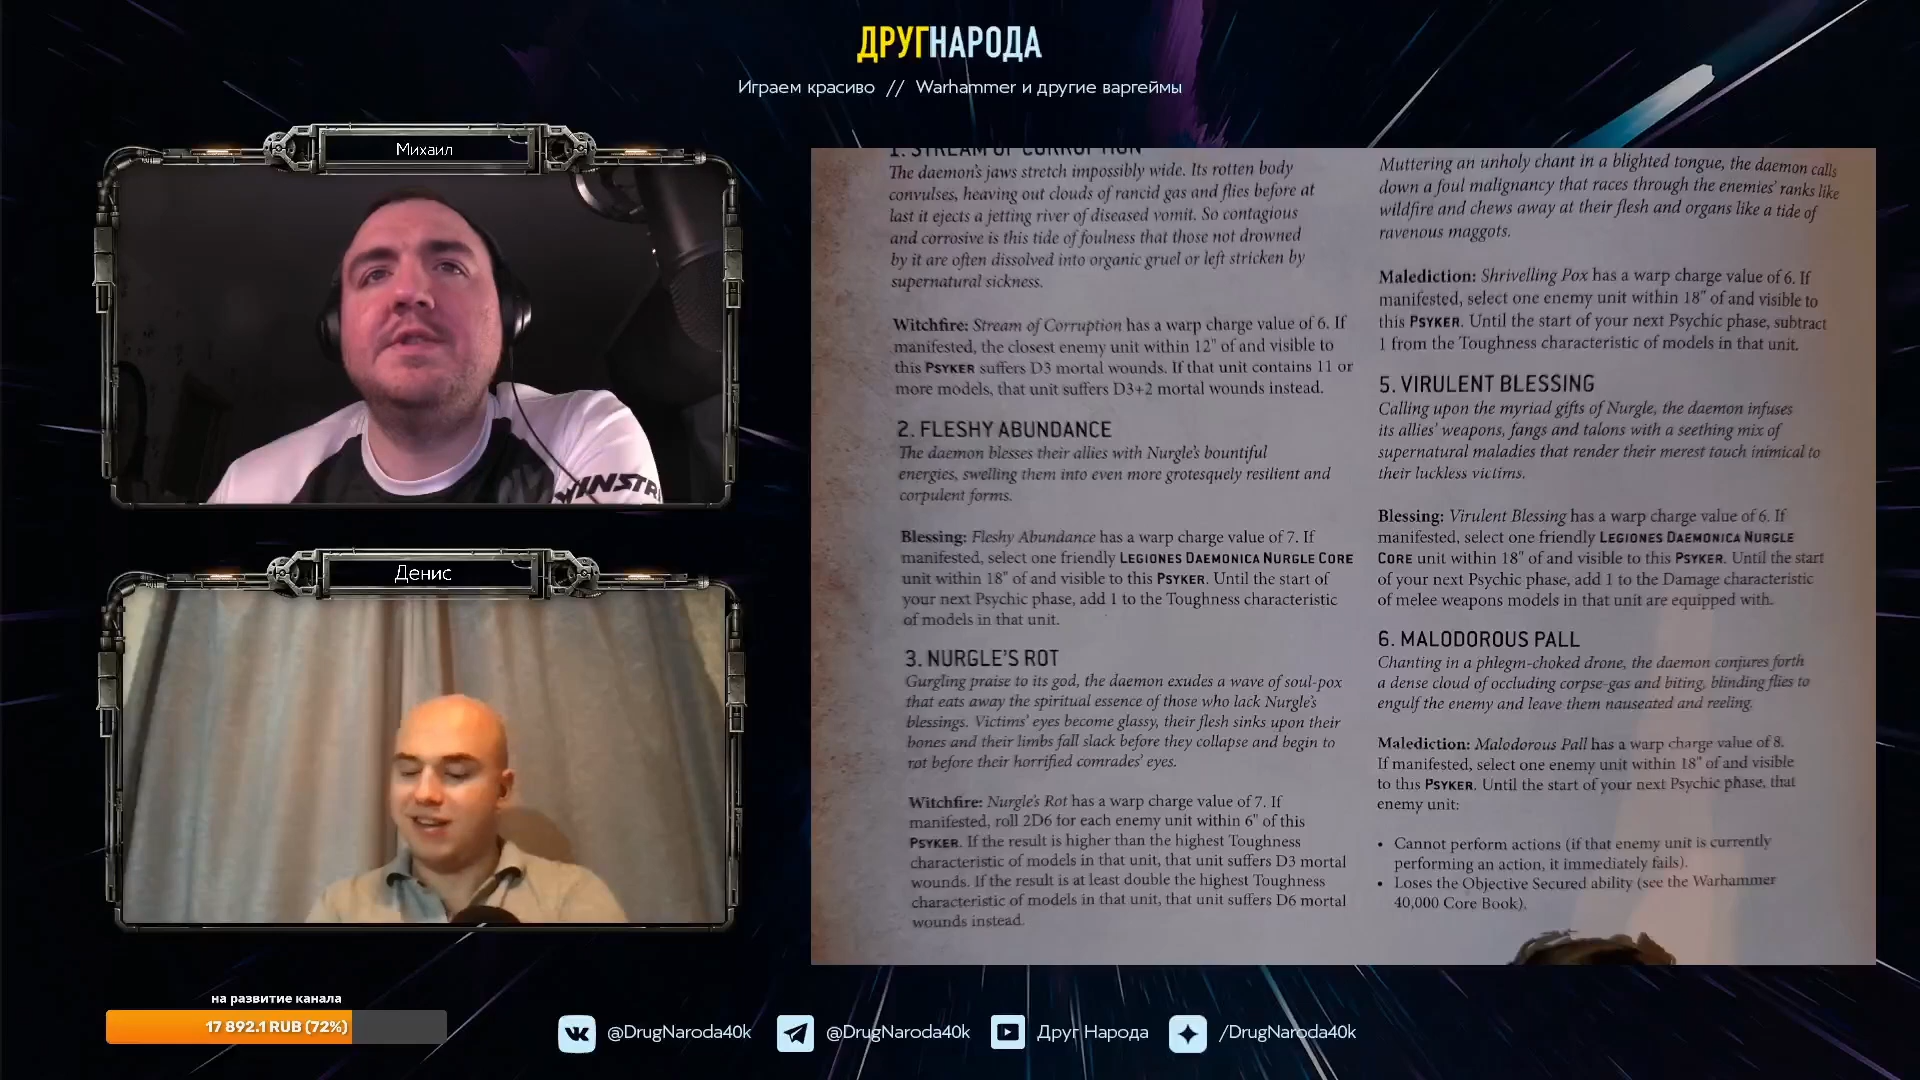 ДРУГНАРОДА
Играем красиво // Warhammer и другие варгеймы
Михаил
WINSTR
Денис
1. STREAM OF CORRUPTION
The daemon's jaws stretch impossibly wide. Its rotten body
convulses, heaving out clouds of rancid gas and flies before at
last it ejects a jetting river of diseased vomit. So contagious
and corrosive is this tide of foulness that those not drowned
by it are often dissolved into organic gruel or left stricken by
supernatural sickness.
Witchfire: Stream of Corruption has a warp charge value of 6. If
manifested, the closest enemy unit within 12" of and visible to
this PSYKER suffers D3 mortal wounds. If that unit contains 11 or
more models, that unit suffers D3+2 mortal wounds instead.
2. FLESHY ABUNDANCE
The daemon blesses their allies with Nurgle's bountiful
energies, swelling them into even more grotesquely resilient and
corpulent forms.
Blessing: Fleshy Abundance has a warp charge value of 7. If
manifested, select one friendly LEGIONES DAEMONICA NURGLE CORE
unit within 18" of and visible to this PSYKER. Until the start of
your next Psychic phase, add 1 to the Toughness characteristic
of models in that unit.
3. NURGLE'S ROT
Gurgling praise to its god, the daemon exudes a wave of soul-pox
that eats away the spiritual essence of those who lack Nurgle's
blessings. Victims' eyes become glassy, their flesh sinks upon their
bones and their limbs fall slack before they collapse and begin to
rot before their horrified comrades' eyes.
Witchfire: Nurgle's Rot has a warp charge value of 7. If
manifested, roll 2D6 for each enemy unit within 6" of this
PSYKER. If the result is higher than the highest Toughness
characteristic of models in that unit, that unit suffers D3 mortal
wounds. If the result is at least double the highest Toughness
characteristic of models in that unit, that unit suffers D6 mortal
wounds instead.
Muttering an unholy chant in a blighted tongue, the daemon calls
down a foul malignancy that races through the enemies' ranks like
wildfire and chews away at their flesh and organs like a tide of
ravenous maggots.
Malediction: Shrivelling Pox has a warp charge value of 6. If
manifested, select one enemy unit within 18" of and visible to
this PSYKER. Until the start of your next Psychic phase, subtract
1 from the Toughness characteristic of models in that unit.
5. VIRULENT BLESSING
Calling upon the myriad gifts of Nurgle, the daemon infuses
its allies' weapons, fangs and talons with a seething mix of
supernatural maladies that render their merest touch inimical to
their luckless victims.
Blessing: Virulent Blessing has a warp charge value of 6. If
manifested, select one friendly LEGIONES DAEMONICA NURGLE
CORE unit within 18" of and visible to this PSYKER. Until the start
of your next Psychic phase, add 1 to the Damage characteristic
of melee weapons models in that unit are equipped with.
6. MALODOROUS PALL
Chanting in a phlegm-choked drone, the daemon conjures forth
a dense cloud of occluding corpse-gas and biting, blinding flies to
engulf the enemy and leave them nauseated and reeling.
Malediction: Malodorous Pall has a warp charge value of 8.
If manifested, select one enemy unit within 18" of and visible
to this PSYKER. Until the start of your next Psychic phase, that
enemy unit:
• Cannot perform actions (if that enemy unit is currently
performing an action, it immediately fails).
• Loses the Objective Secured ability (see the Warhammer
40,000 Core Book).
на развитие канала
17 892.1 RUB (72%)
@DrugNaroda40k
@DrugNaroda40k
Друг Народа
/DrugNaroda40k